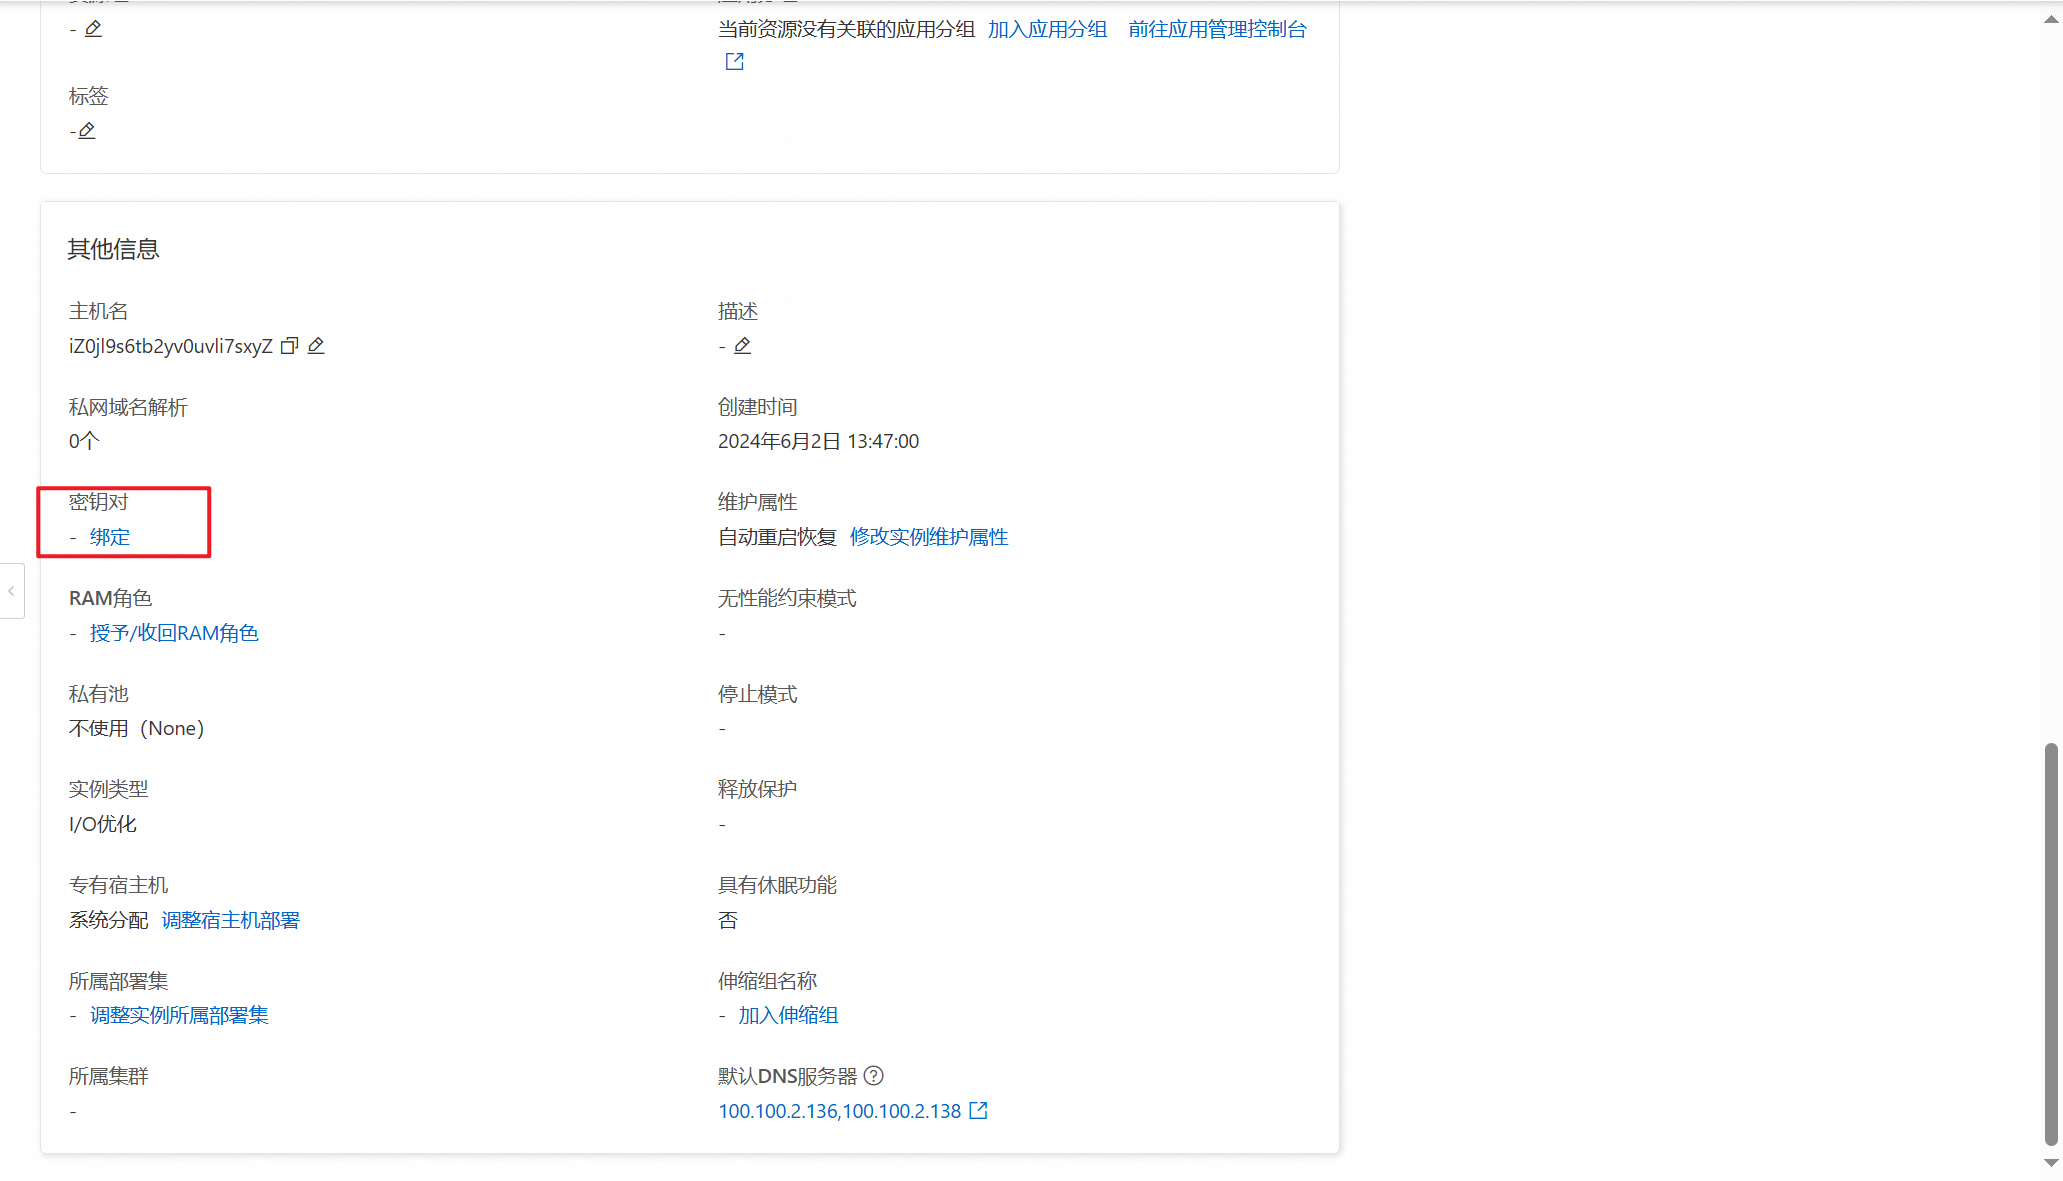 -
当前资源没有关联的应用分组 加入应用分组 前往应用管理控制台
标签
-
其他信息
主机名
描述
iZ0jl9s6tb2yv0uvli7sxyZ
-
私网域名解析
创建时间
0个
2024年6月2日 13:47:00
密钥对
维护属性
- 绑定
自动重启恢复 修改实例维护属性
RAM角色
无性能约束模式
- 授予/收回RAM角色
-
私有池
停止模式
不使用（None）
-
实例类型
释放保护
I/O优化
-
专有宿主机
具有休眠功能
系统分配 调整宿主机部署
否
所属部署集
伸缩组名称
- 调整实例所属部署集
- 加入伸缩组
所属集群
默认DNS服务器
-
100.100.2.136,100.100.2.138